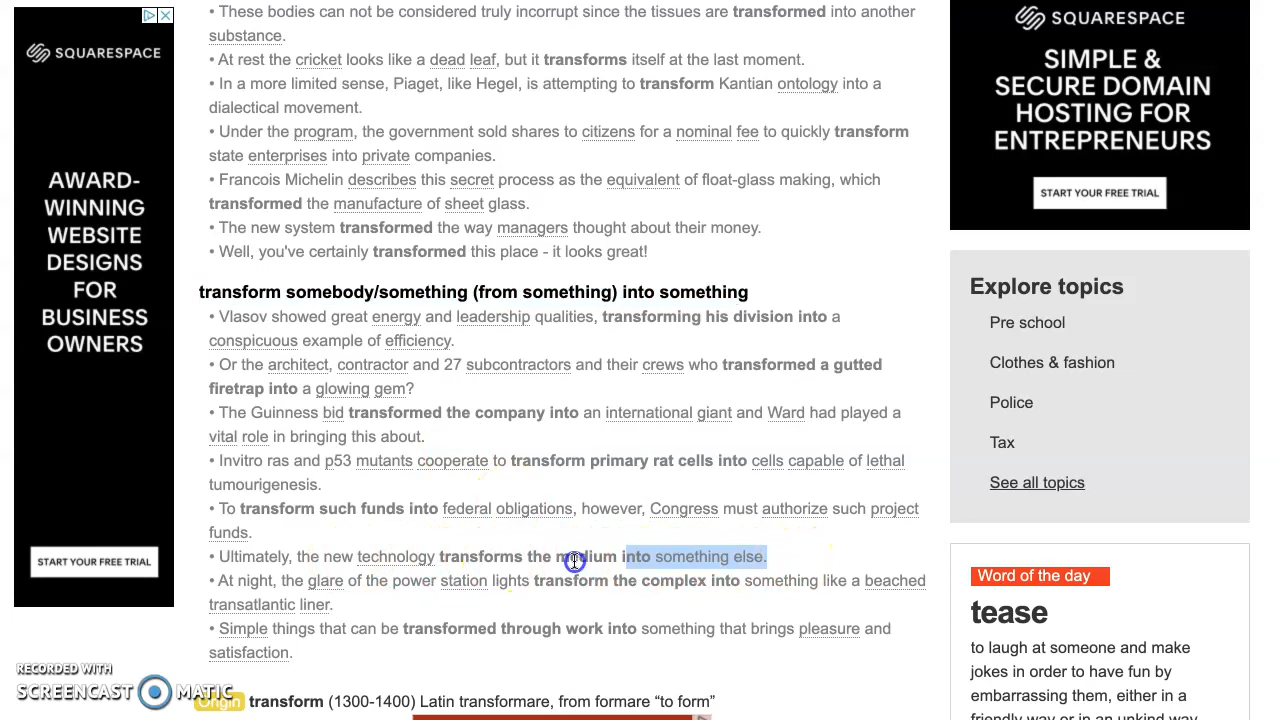 SQUARESPACE
AWARD-
WINNING
WEBSITE
DESIGNS
FOR
BUSINESS
OWNERS
START YOUR FREE TRIAL
• These bodies can not be considered truly incorrupt since the tissues are transformed into another
substance.
• At rest the cricket looks like a dead leaf, but it transforms itself at the last moment.
• In a more limited sense, Piaget, like Hegel, is attempting to transform Kantian ontology into a
dialectical movement.
• Under the program, the government sold shares to citizens for a nominal fee to quickly transform
state enterprises into private companies.
• Francois Michelin describes this secret process as the equivalent of float-glass making, which
transformed the manufacture of sheet glass.
• The new system transformed the way managers thought about their money.
• Well, you've certainly transformed this place - it looks great!
transform somebody/something (from something) into something
• Vlasov showed great energy and leadership qualities, transforming his division into a
conspicuous example of efficiency.
• Or the architect, contractor and 27 subcontractors and their crews who transformed a gutted
firetrap into a glowing gem?
• The Guinness bid transformed the company into an international giant and Ward had played a
vital role in bringing this about.
• Invitro ras and p53 mutants cooperate to transform primary rat cells into cells capable of lethal
tumourigenesis.
• To transform such funds into federal obligations, however, Congress must authorize such project
funds.
• Ultimately, the new technology transforms the medium into something else.
• At night, the glare of the power station lights transform the complex into something like a beached
transatlantic liner.
• Simple things that can be transformed through work into something that brings pleasure and
satisfaction.
Origin transform (1300-1400) Latin transformare, from formare “to form”
SQUARESPACE
SIMPLE &
SECURE DOMAIN
HOSTING FOR
ENTREPRENEURS
START YOUR FREE TRIAL
Explore topics
Pre school
Clothes & fashion
Police
Tax
See all topics
Word of the day
tease
to laugh at someone and make
jokes in order to have fun by
embarrassing them, either in a
friendly way or in an unkind way
RECORDED WITH
SCREENCAST MATIC